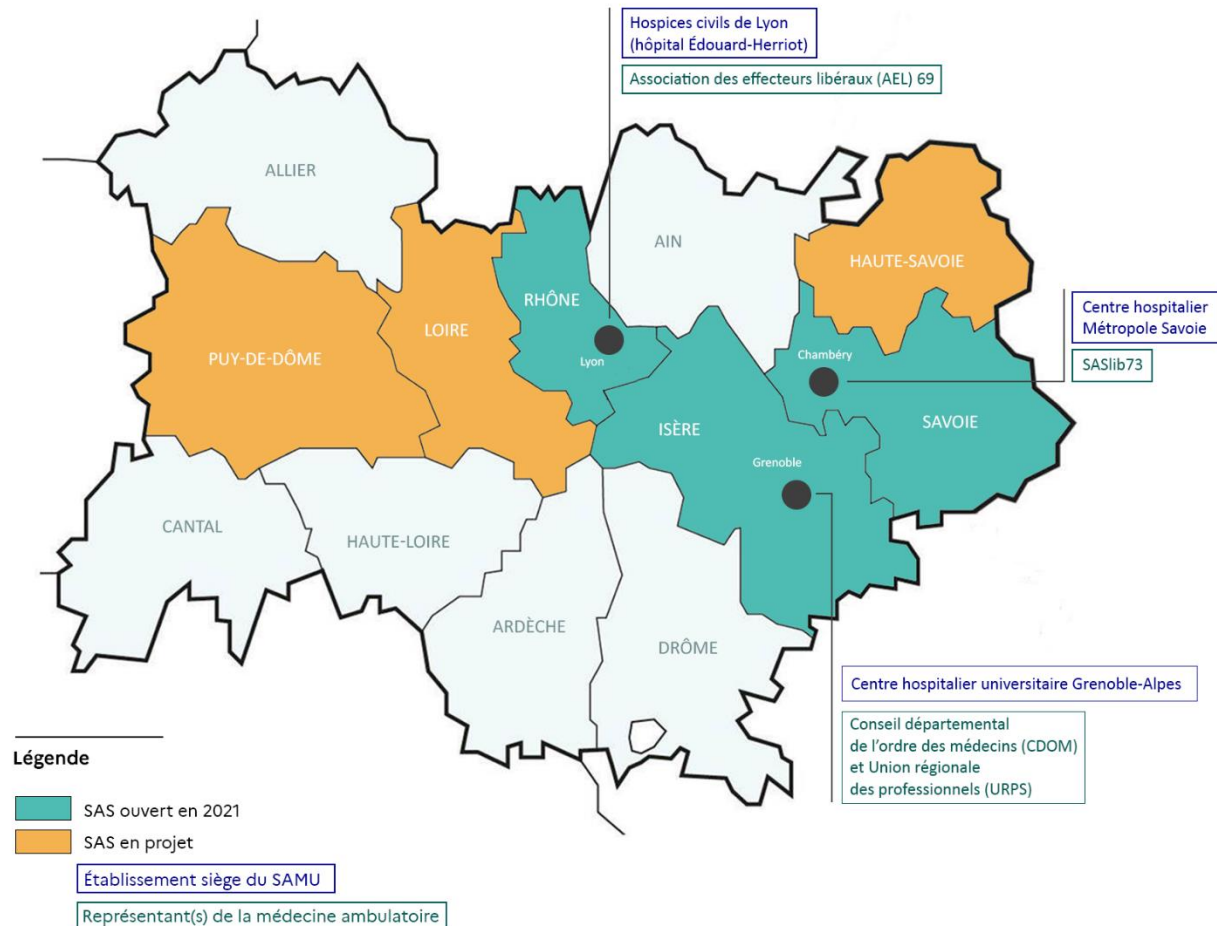 Hospices civils de Lyon
(hôpital Édouard-Herriot)
Association des effecteurs libéraux (AEL) 69
ALLIER
AIN
HAUTE-SAVOIE
RHÔNE
LOIRE
Lyon
PUY-DE-DÔME
Centre hospitalier
Métropole Savoie
SASlib73
Chambéry
SAVOIE
ISÈRE
Grenoble
CANTAL
HAUTE-LOIRE
ARDÈCHE
DRÔME
Centre hospitalier universitaire Grenoble-Alpes
Conseil départemental
de l'ordre des médecins (CDOM)
et Union régionale
des professionnels (URPS)
Légende
SAS ouvert en 2021
SAS en projet
Établissement siège du SAMU
Représentant(s) de la médecine ambulatoire